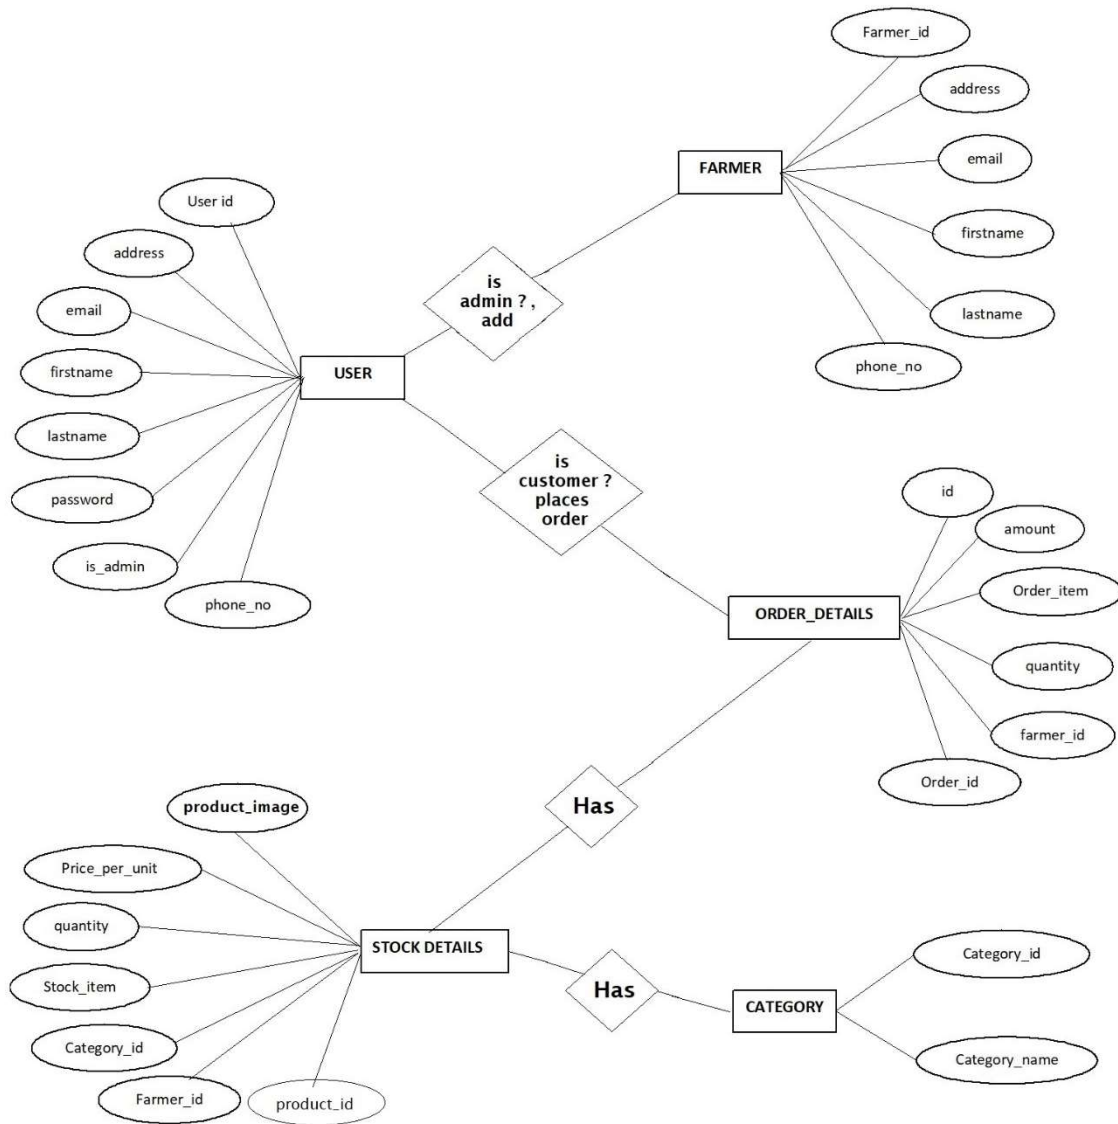 Farmer_id
address
FARMER
email
firstname
lastname
phone_no
User id
address
email
firstname
lastname
password
is_admin
phone_no
USER
is
admin ? ,
add
is
customer ?
places
order
id
amount
Order_item
quantity
farmer_id
Order_id
ORDER_DETAILS
Has
product_image
Price_per_unit
quantity
Stock_item
Category_id
Farmer_id
product_id
STOCK DETAILS
Has
CATEGORY
Category_id
Category_name